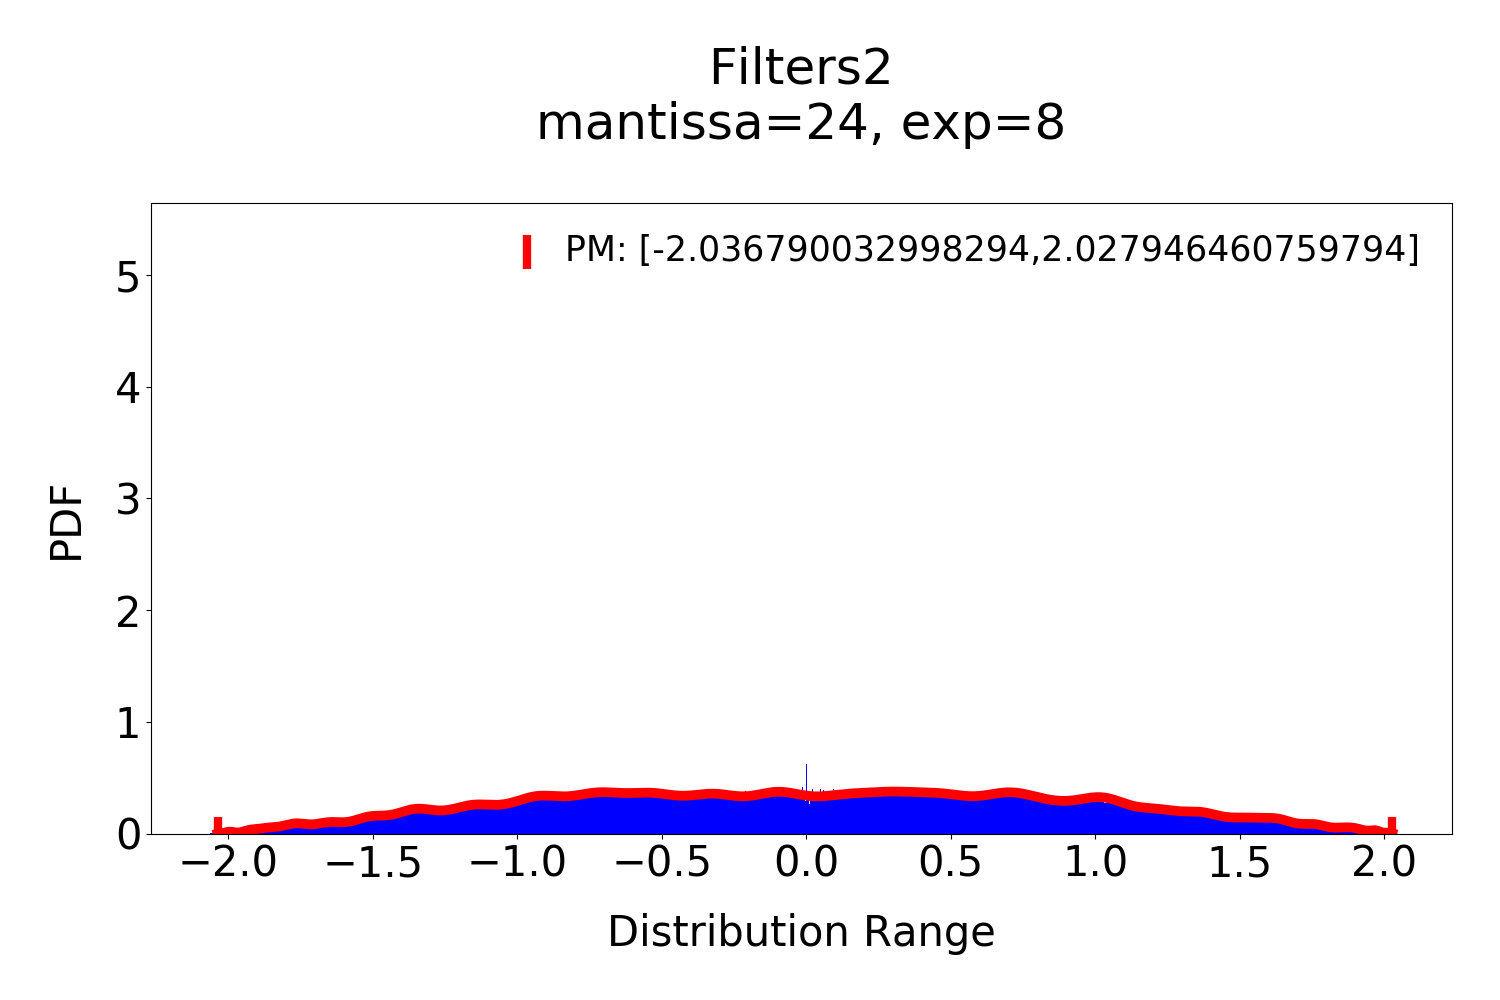 Filters2
mantissa=24, exp=8
PM: [-2.036790032998294,2.027946460759794]
5
4
3
2
1
0
PDF
−2.0 −1.5 −1.0 −0.5 0.0 0.5 1.0 1.5 2.0
Distribution Range